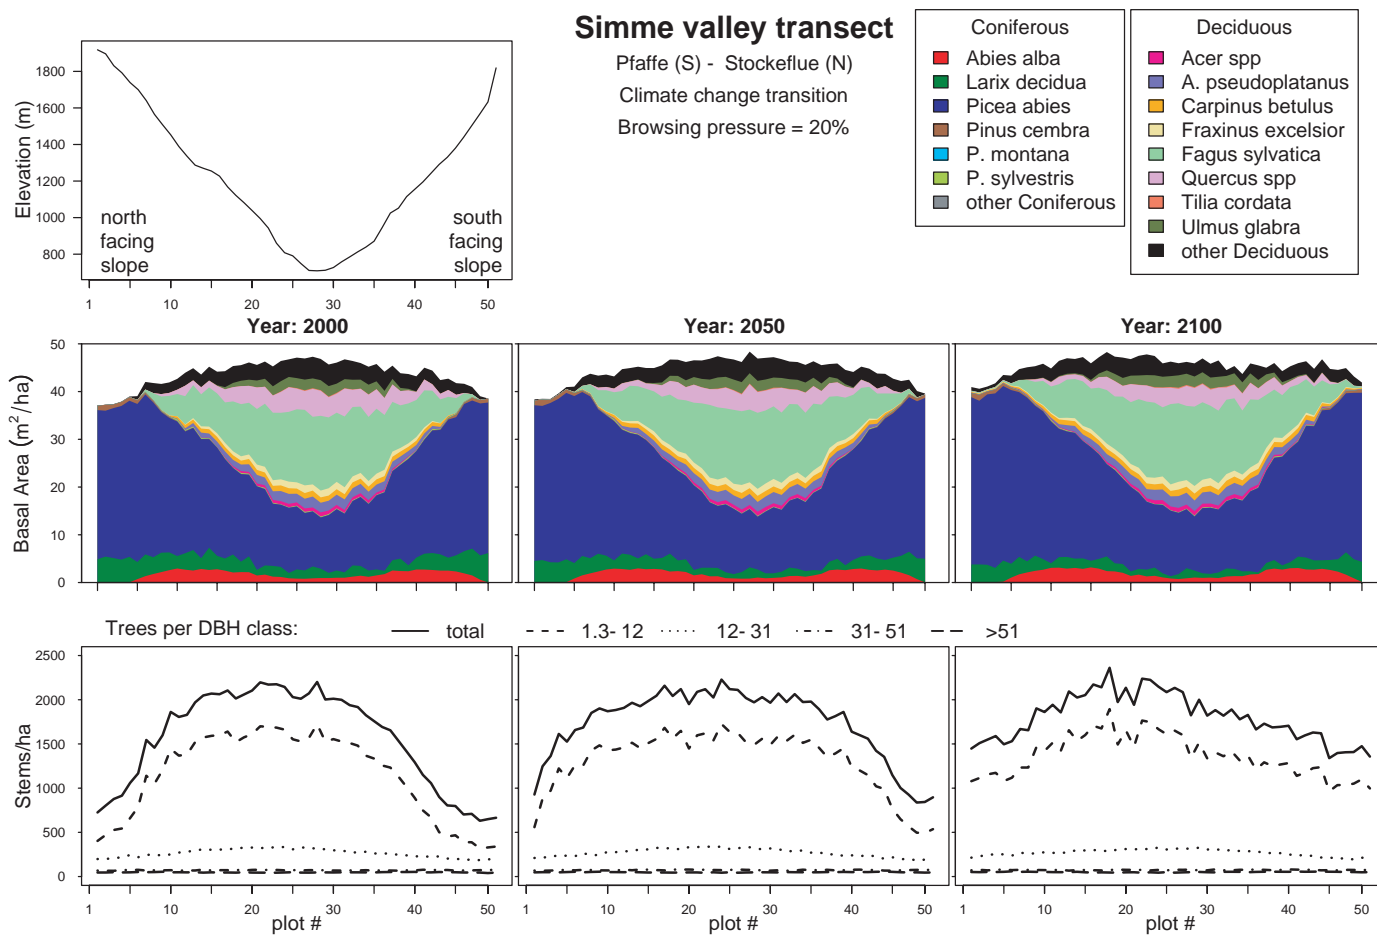 Simme valley transect
Pfaffe (S) - Stockeflue (N)
Climate change transition
Browsing pressure = 20%
Coniferous
Abies alba
Larix decidua
Picea abies
Pinus cembra
P. montana
P. sylvestris
other Coniferous
Deciduous
Acer spp
A. pseudoplatanus
Carpinus betulus
Fraxinus excelsior
Fagus sylvatica
Quercus spp
Tilia cordata
Ulmus glabra
other Deciduous
Elevation (m)
1800
1600
1400
1200
1000
800
north
facing
slope
south
facing
slope
1 10 20 30 40 50
Year: 2000
Year: 2050
Year: 2100
Basal Area (m²/ha)
50
40
30
20
10
0
Trees per DBH class: total 1.3- 12 12- 31 31- 51 >51
Stems/ha
2500
2000
1500
1000
500
0
1 10 20 30 40 50
1 10 20 30 40 50
1 10 20 30 40 50
plot #
plot #
plot #